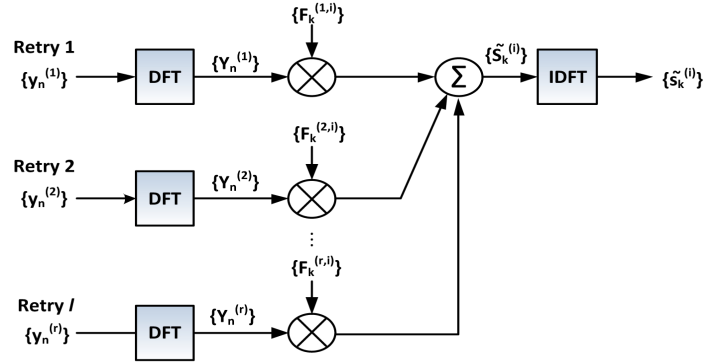 {Fₖ⁽¹,ⁱ⁾}
Retry 1
{yₙ⁽¹⁾}
DFT
{Yₙ⁽¹⁾}
Σ
{S̃ₖ⁽ⁱ⁾}
IDFT
{s̃ₖ⁽ⁱ⁾}
{Fₖ⁽²,ⁱ⁾}
Retry 2
{yₙ⁽²⁾}
DFT
{Yₙ⁽²⁾}
...
{Fₖ⁽ʳ,ⁱ⁾}
Retry l
{yₙ⁽ʳ⁾}
DFT
{Yₙ⁽ʳ⁾}